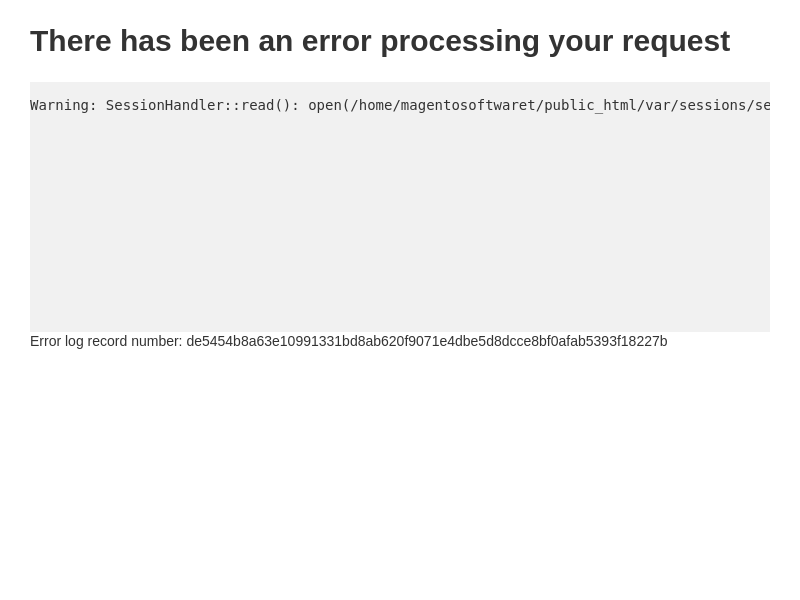 There has been an error processing your request
Warning: SessionHandler::read(): open(/home/magentosoftwaret/public_html/var/sessions/se
Error log record number: de5454b8a63e10991331bd8ab620f9071e4dbe5d8dcce8bf0afab5393f18227b